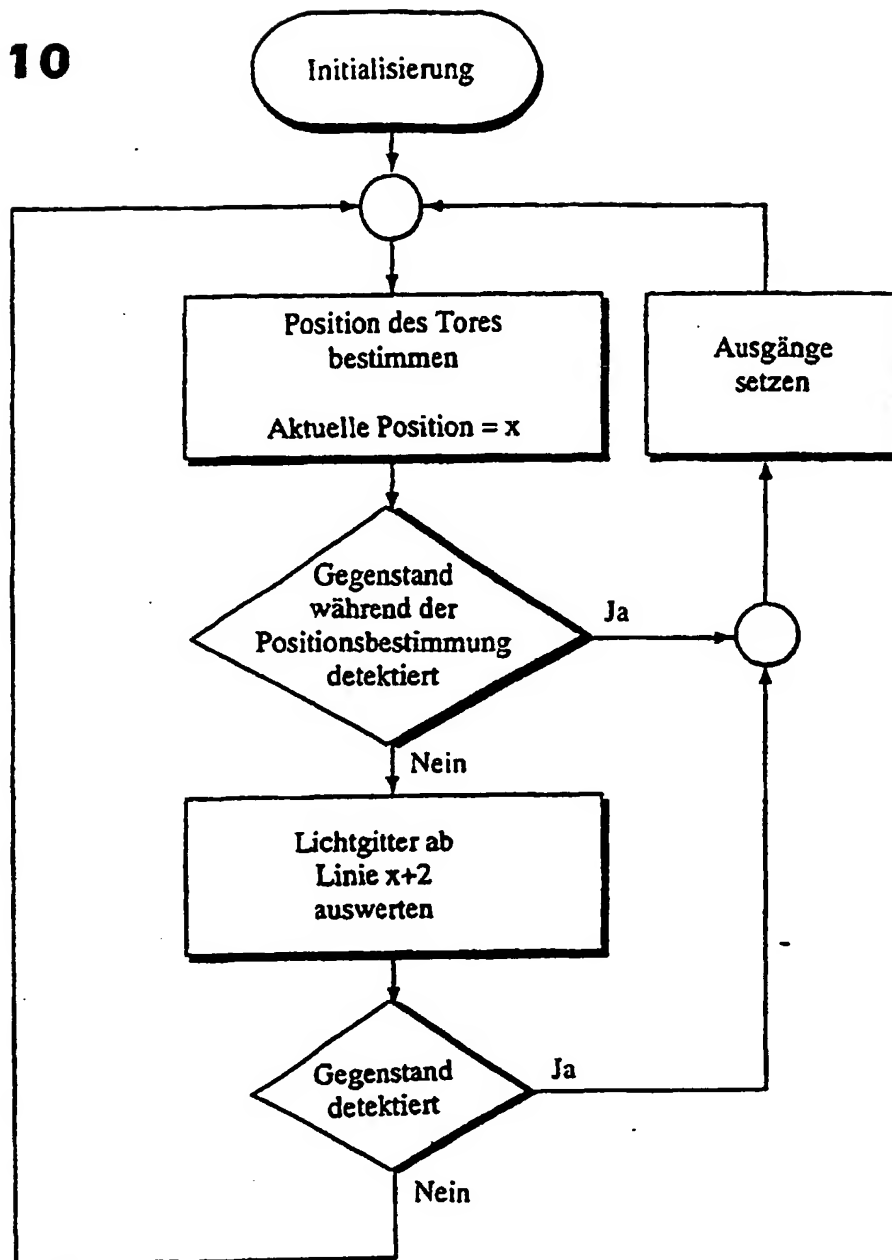 10
Initialisierung
Position des Tores
bestimmen
Aktuelle Position = x
Ausgänge
setzen
Gegenstand
während der
Positionsbestimmung
detektiert
Ja
Nein
Lichtgitter ab
Linie x+2
auswerten
Gegenstand
detektiert
Ja
Nein